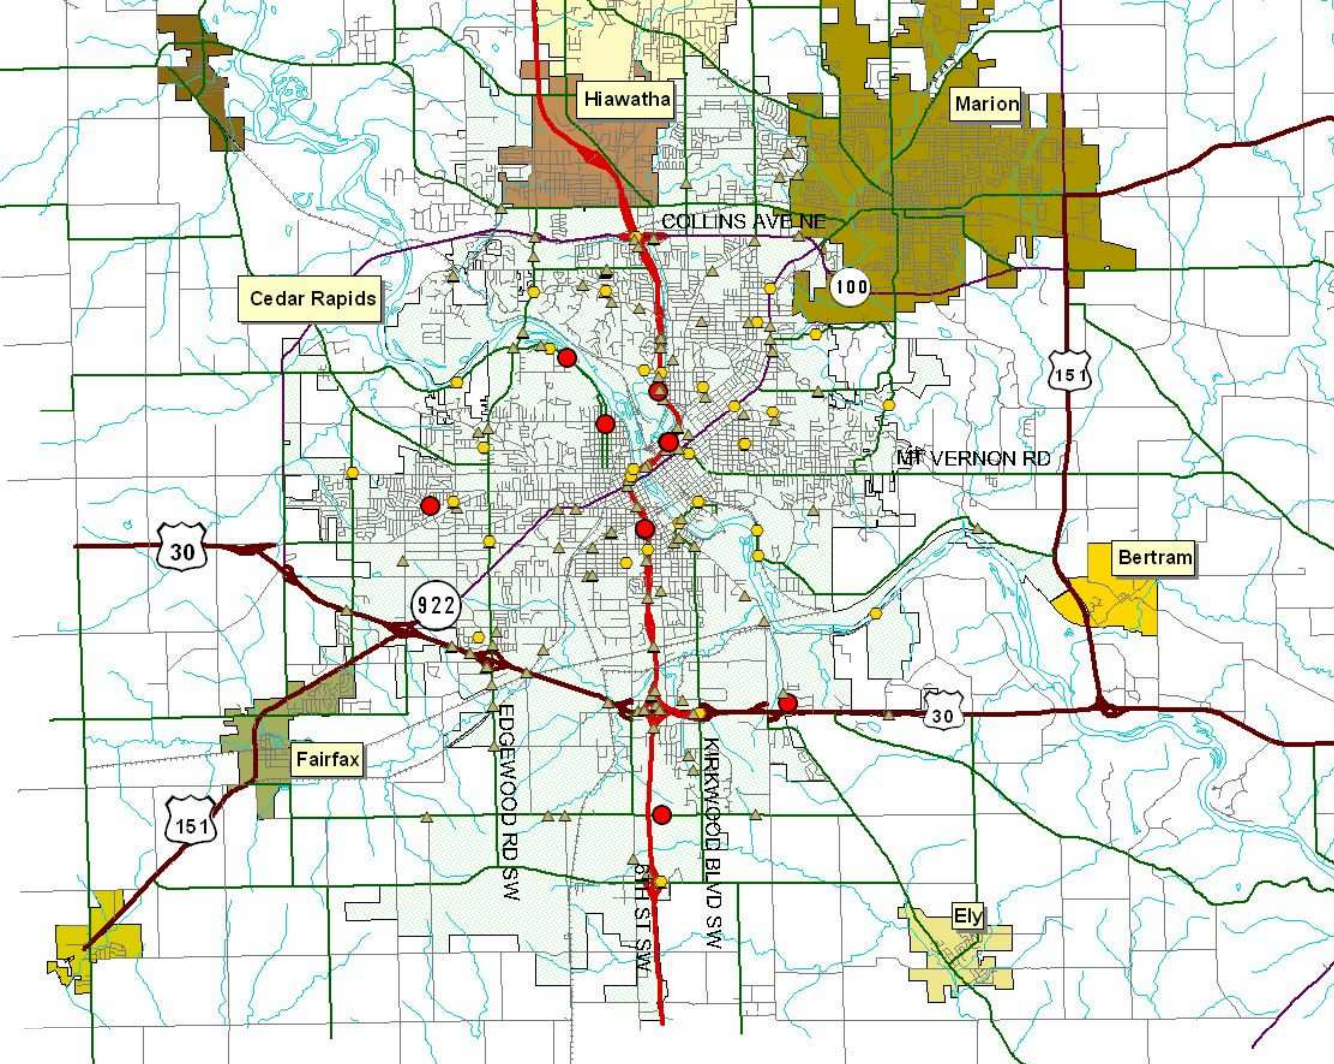 Hiawatha
Marion
COLLINS AVE NE
Cedar Rapids
100
151
MT VERNON RD
30
Bertram
922
30
EDGEWOOD RD SW
KIRKWOOD BLVD SW
Fairfax
151
6TH ST SW
Ely